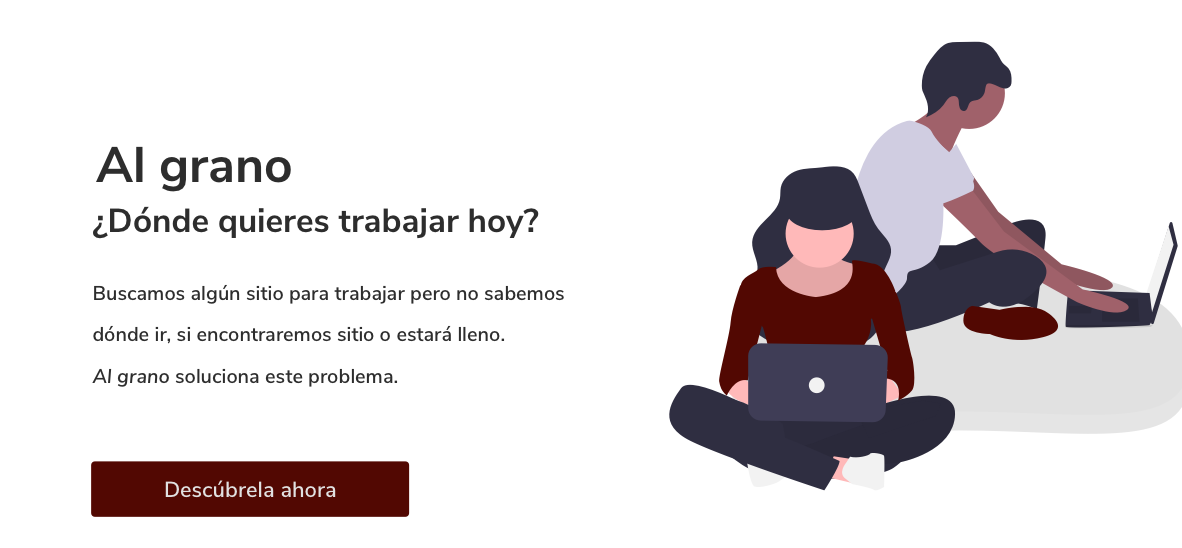 Al grano
¿Dónde quieres trabajar hoy?
Buscamos algún sitio para trabajar pero no sabemos
dónde ir, si encontraremos sitio o estará lleno.
Al grano soluciona este problema.
Descúbrela ahora